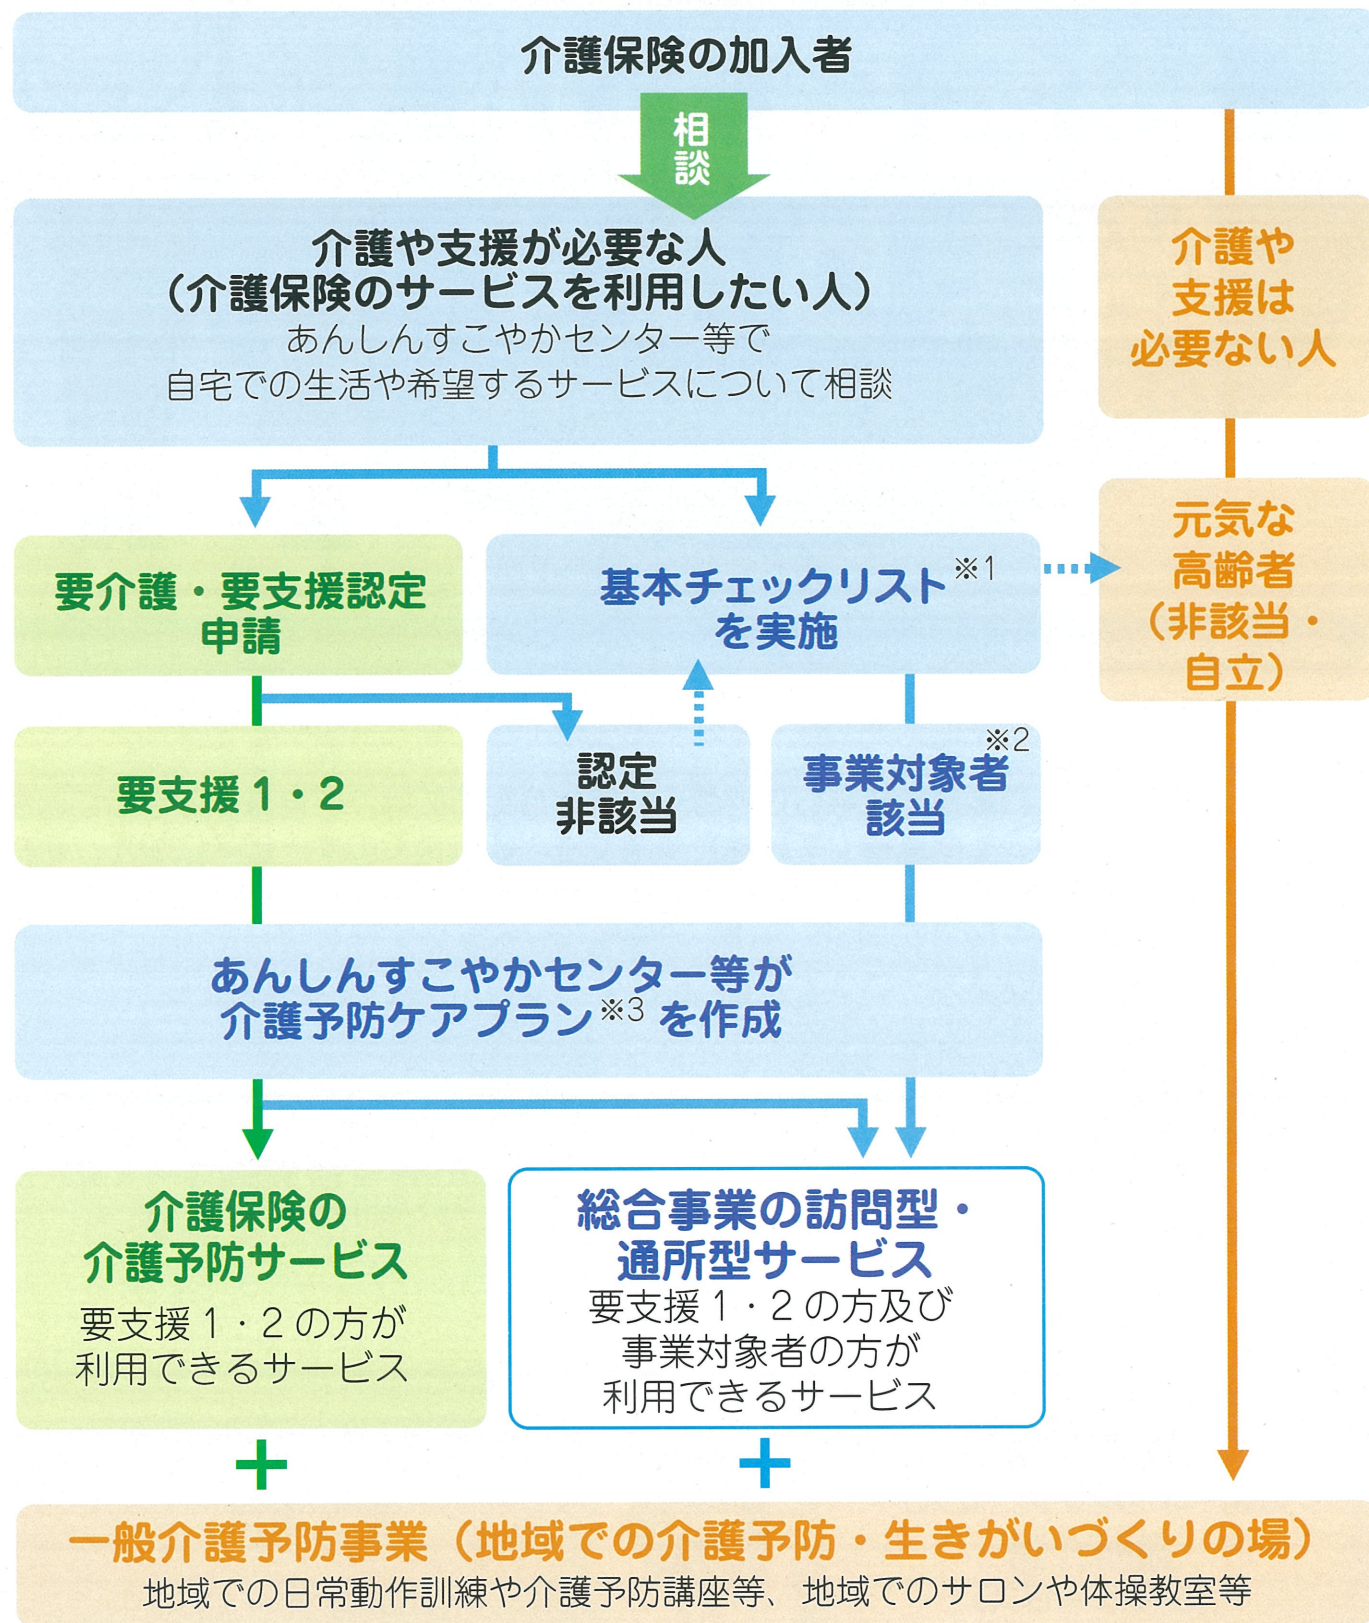 介護保険の加入者
相談
介護や支援が必要な人
（介護保険のサービスを利用したい人）
あんしんすこやかセンター等で
自宅での生活や希望するサービスについて相談
介護や
支援は
必要ない人
要介護・要支援認定
申請
基本チェックリスト※1
を実施
元気な
高齢者
（非該当・
自立）
要支援1・2
認定
非該当
※2
事業対象者
該当
あんしんすこやかセンター等が
介護予防ケアプラン※3 を作成
介護保険の
介護予防サービス
要支援1・2の方が
利用できるサービス
総合事業の訪問型・
通所型サービス
要支援1・2の方及び
事業対象者の方が
利用できるサービス
+
+
一般介護予防事業（地域での介護予防・生きがいづくりの場）
地域での日常動作訓練や介護予防講座等、地域でのサロンや体操教室等